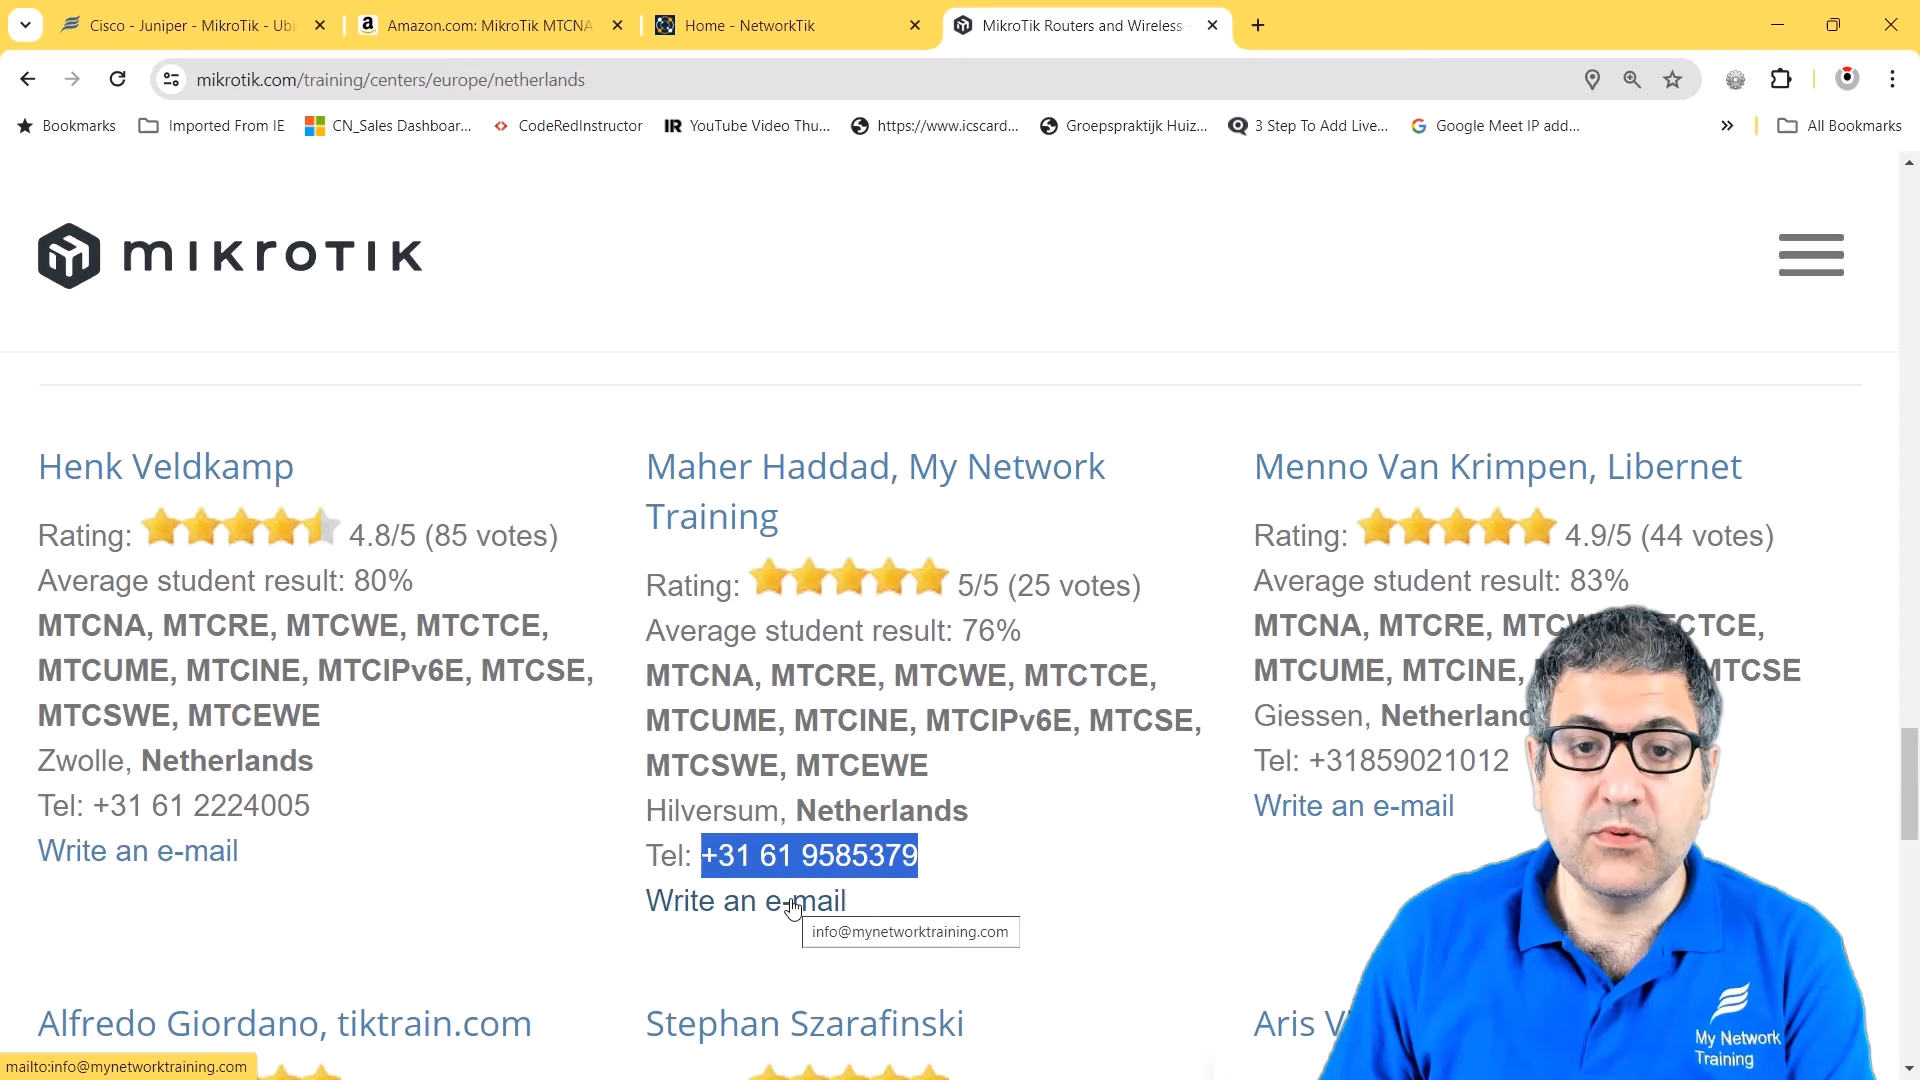 Cisco - Juniper - MikroTik - Ubi
Amazon.com: MikroTik MTCNA
Home - NetworkTik
MikroTik Routers and Wireless -
mikrotik.com/training/centers/europe/netherlands
Bookmarks
Imported From IE
CN_Sales Dashboar...
CodeRedInstructor
IR YouTube Video Thu...
https://www.icscard...
Groepspraktijk Huiz...
3 Step To Add Live...
Google Meet IP add...
All Bookmarks
mikrotik
Henk Veldkamp
Rating: 4.8/5 (85 votes)
Average student result: 80%
MTCNA, MTCRE, MTCWE, MTCTCE,
MTCUME, MTCINE, MTCIPv6E, MTCSE,
MTCSWE, MTCEWE
Zwolle, Netherlands
Tel: +31 61 2224005
Write an e-mail
Maher Haddad, My Network
Training
Rating: 5/5 (25 votes)
Average student result: 76%
MTCNA, MTCRE, MTCWE, MTCTCE,
MTCUME, MTCINE, MTCIPv6E, MTCSE,
MTCSWE, MTCEWE
Hilversum, Netherlands
Tel: +31 61 9585379
Write an e-mail
info@mynetworktraining.com
Menno Van Krimpen, Libernet
Rating: 4.9/5 (44 votes)
Average student result: 83%
MTCNA, MTCRE,
MTCUME, MTCINE, MTCSE
Giessen,
Tel: +31859021012
Write an e-mail
Alfredo Giordano, tiktrain.com
Stephan Szarafinski
Aris
My Network
Training
mailto:info@mynetworktraining.com